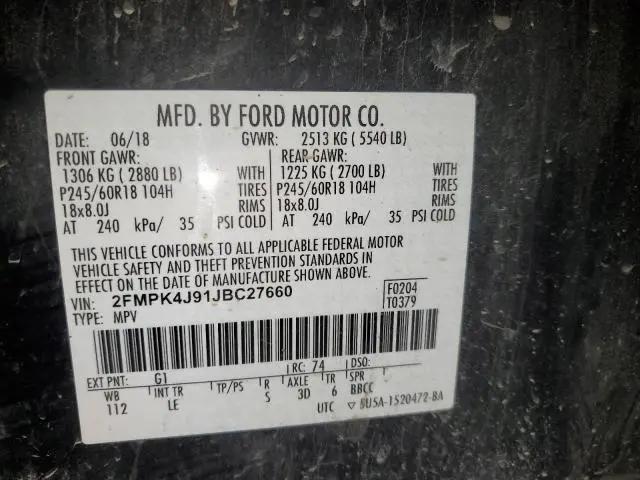 MFD. BY FORD MOTOR CO.
DATE: 06/18 GVWR: 2513 KG (5540 LB)
FRONT GAWR: REAR GAWR:
1306 KG (2880 LB) WITH 1225 KG (2700 LB) WITH
P245/60R18 104H TIRES P245/60R18 104H TIRES
18x8.0J RIMS 18x8.0J RIMS
AT 240 kPa/ 35 PSI COLD AT 240 kPa/ 35 PSI COLD
THIS VEHICLE CONFORMS TO ALL APPLICABLE FEDERAL MOTOR
VEHICLE SAFETY AND THEFT PREVENTION STANDARDS IN
EFFECT ON THE DATE OF MANUFACTURE SHOWN ABOVE.
VIN: 2FMPK4J91JBC27660 F0204
TYPE: MPV T0379
EXT PNT: G1 RC: 74 DSO:
WB INT TR TP/PS R AXLE TR SPR
112 LE S 3D 6 BBCC
UTC ▽ 5U5A-1520472-BA